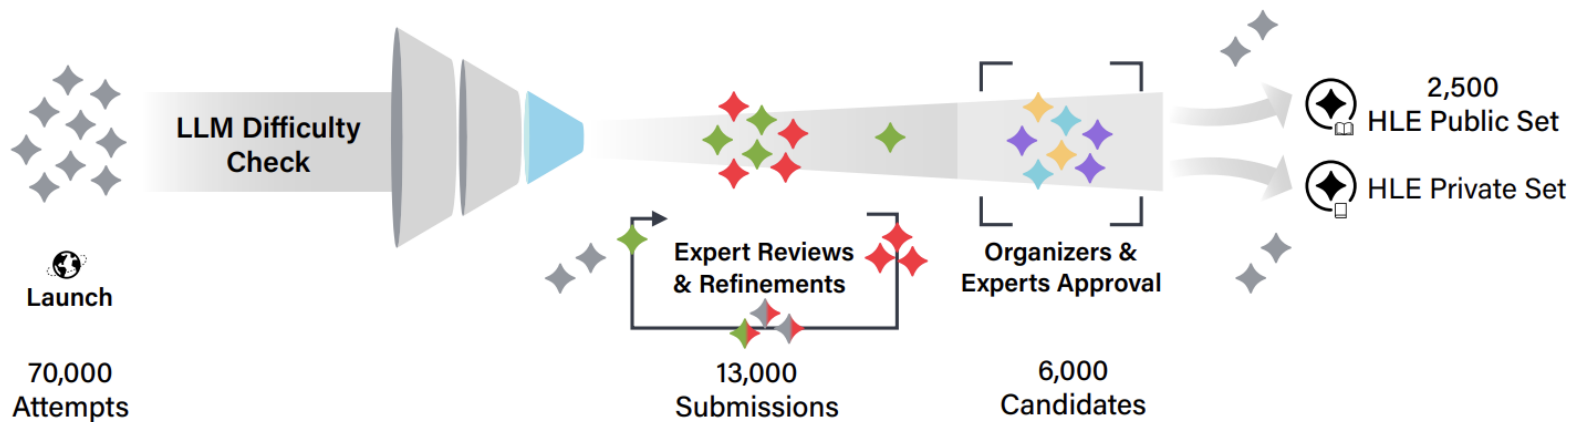 LLM Difficulty
Check
Launch
70,000
Attempts
Expert Reviews
& Refinements
13,000
Submissions
Organizers &
Experts Approval
6,000
Candidates
2,500
HLE Public Set
HLE Private Set